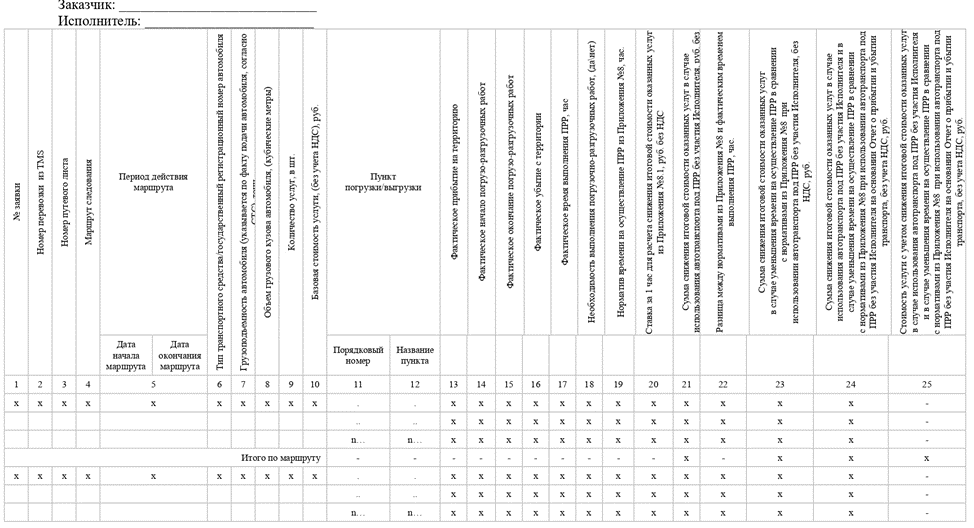 Заказчик: ____________________________
Исполнитель: ________________________
№ заявки
Номер перевозки из TMS
Номер путевого листа
Маршрут следования
Период действия
маршрута
Тип транспортного средства/государственный регистрационный номер автомобиля
Грузоподъемность автомобиля (указывается по факту подачи автомобиля, согласно
Объем грузового кузова автомобиля, (кубические метры)
Количество услуг, в шт.
Базовая стоимость услуги, (без учета НДС), руб.
Пункт
погрузки/выгрузки
Фактическое прибытие на территорию
Фактическое начало погрузо-разгрузочных работ
Фактическое окончание погрузо-разгрузочных работ
Фактическое убытие с территории
Фактическое время выполнения ПРР, час
Необходимость выполнения погрузочно-разгрузочных работ, (да\нет)
Норматив времени на осуществление ПРР из Приложения №8, час.
Ставка за 1 час для расчета снижения итоговой стоимости оказанных услуг
из Приложения №8.1, руб. без НДС
Сумма снижения итоговой стоимости оказанных услуг в случае
использования автотранспорта под ПРР без участия Исполнителя, руб. без
НДС
Разница между нормативами из Приложения №8 и фактическим временем
выполнения ПРР, час.
Сумма снижения итоговой стоимости оказанных услуг
в случае уменьшения времени на осуществление ПРР в сравнении
с нормативами из Приложения №8 при
использовании автотранспорта под ПРР без участия Исполнителя, без
НДС, руб
Сумма снижения итоговой стоимости оказанных услуг в случае
использования автотранспорта под ПРР без участия Исполнителя и в
случае уменьшения времени на осуществление ПРР в сравнении
с нормативами из Приложения №8 при использовании автотранспорта под
ПРР без участия Исполнителя на основании Отчет о прибытии и убытии
транспорта, без учета НДС, руб.
Стоимость услуги с учетом снижения итоговой стоимости оказанных услуг
в случае использования автотранспорта под ПРР без участия Исполнителя
и в случае уменьшения времени на осуществление ПРР в сравнении
с нормативами из Приложения №8 при использовании автотранспорта под
ПРР без участия Исполнителя на основании Отчет о прибытии и убытии
транспорта, без учета НДС, руб.
Дата начала маршрута
Дата окончания маршрута
Порядковый номер
Название пункта
1 2 3 4 5 6 7 8 9 10 11 12 13 14 15 16 17 18 19 20 21 22 23 24 25
х х х х х х х х х х . . х х х х х х х х х х х х -
.. .. х х х х х х х х х х х х -
n… n… х х х х х х х х х х х х -
Итого по маршруту - - - - - - - - - - х - х х х
х х х х х х х х х х . . х х х х х х х х х х х х -
.. .. х х х х х х х х х х х х -
n… n… х х х х х х х х х х х х -